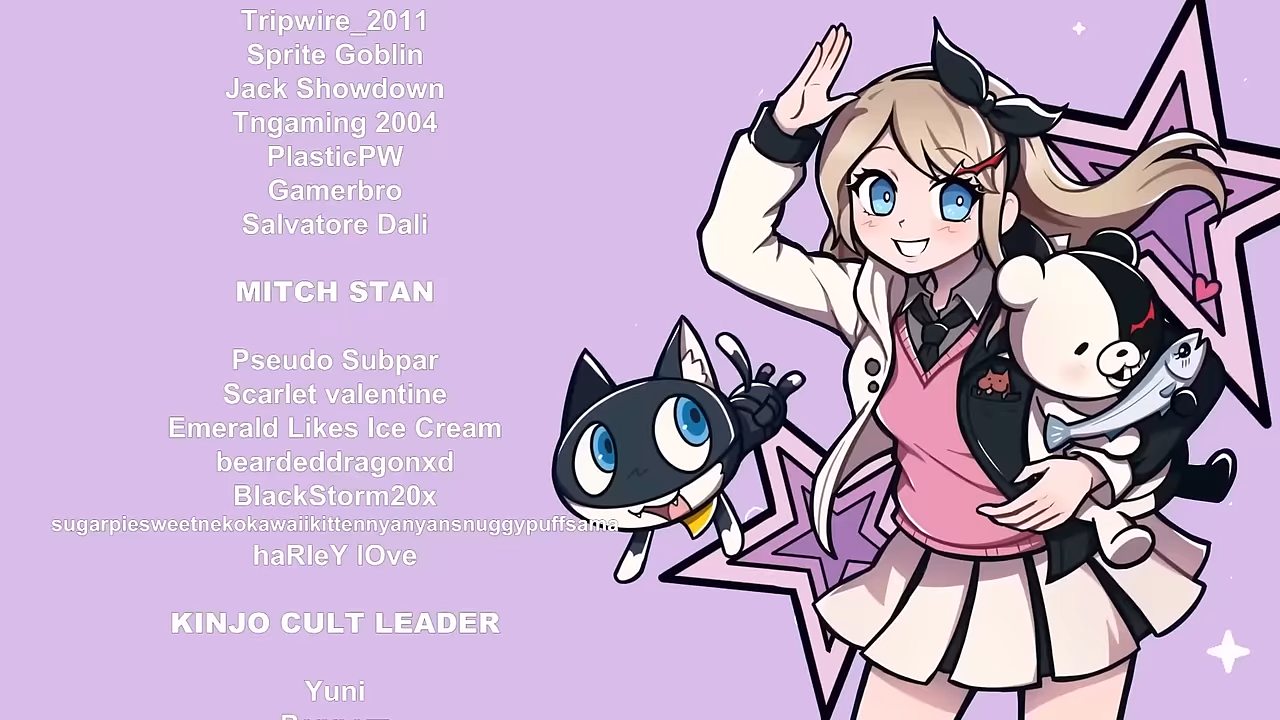 Tripwire_2011
Sprite Goblin
Jack Showdown
Tngaming 2004
PlasticPW
Gamerbro
Salvatore Dali
MITCH STAN
Pseudo Subpar
Scarlet valentine
Emerald Likes Ice Cream
beardeddragonxd
BlackStorm20x
sugarpiesweetnekokawaiikittennyanyansnuggypuffsama
haRleY lOve
KINJO CULT LEADER
Yuni